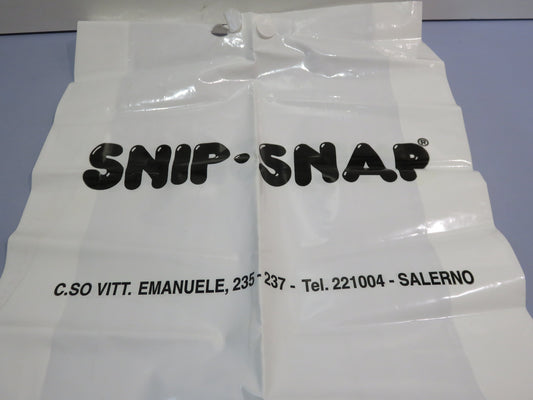 SNIP-SNAP®
C.SO VITT. EMANUELE, 235 - 237 - Tel. 221004 - SALERNO